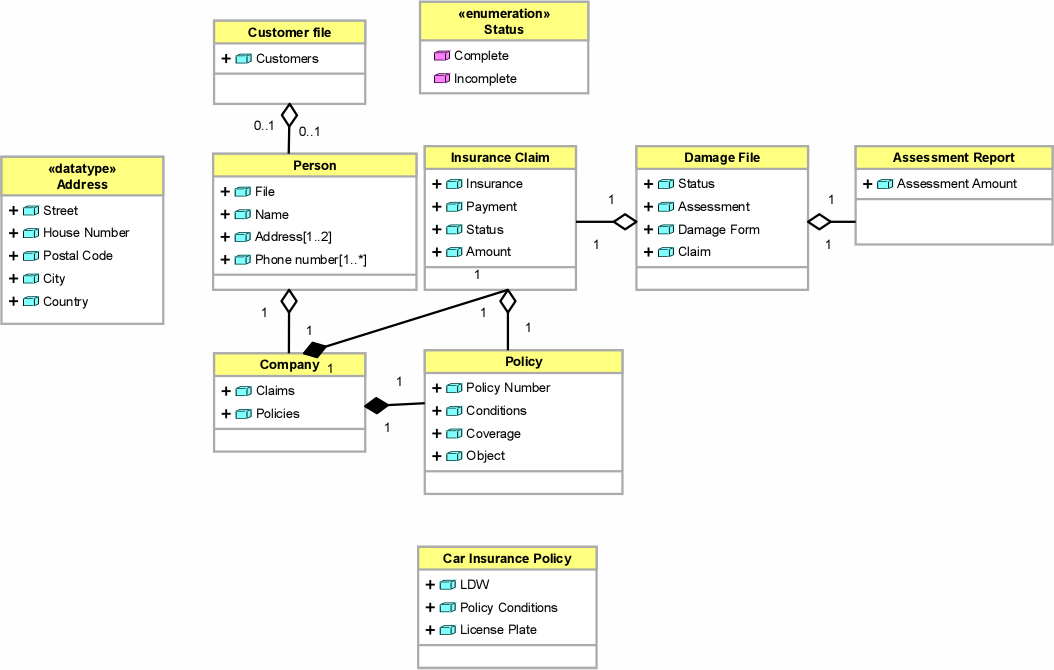 Customer file
+ Customers
«enumeration»
Status
Complete
Incomplete
0..1
0..1
«datatype»
Address
+ Street
+ House Number
+ Postal Code
+ City
+ Country
Person
+ File
+ Name
+ Address[1..2]
+ Phone number[1..*]
Insurance Claim
+ Insurance
+ Payment
+ Status
+ Amount
1
1
Damage File
+ Status
+ Assessment
+ Damage Form
+ Claim
1
1
Assessment Report
+ Assessment Amount
1
1
1
1
1
1
1
Company
+ Claims
+ Policies
1
1
Policy
+ Policy Number
+ Conditions
+ Coverage
+ Object
Car Insurance Policy
+ LDW
+ Policy Conditions
+ License Plate